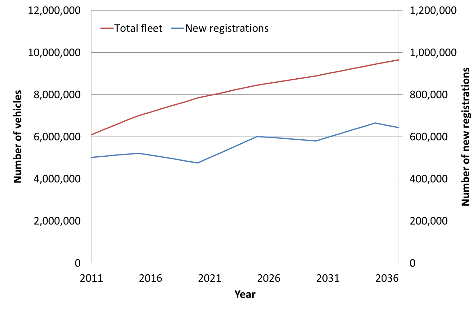 12,000,000 1,200,000
Total fleet New registrations
10,000,000 1,000,000
8,000,000 800,000
6,000,000 600,000
4,000,000 400,000
2,000,000 200,000
0 0
2011 2016 2021 2026 2031 2036
Year
Number of vehicles
Number of new registrations